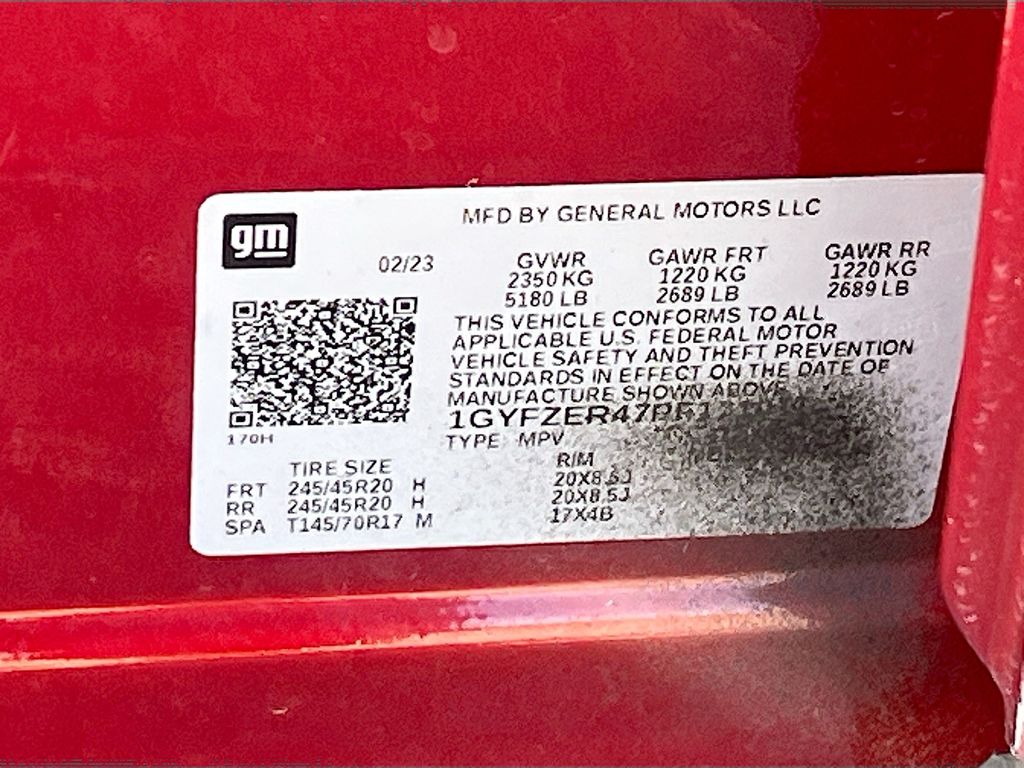 gm
MFD BY GENERAL MOTORS LLC
02/23
GVWR
2350 KG
5180 LB
GAWR FRT
1220 KG
2689 LB
GAWR RR
1220 KG
2689 LB
THIS VEHICLE CONFORMS TO ALL
APPLICABLE U.S. FEDERAL MOTOR
VEHICLE SAFETY AND THEFT PREVENTION
STANDARDS IN EFFECT ON THE DATE OF
MANUFACTURE SHOWN ABOVE
TYPE MPV
170H
TIRE SIZE
RIM
FRT 245/45R20 H 20X8.5J
RR 245/45R20 H 20X8.5J
SPA T145/70R17 M 17X4B